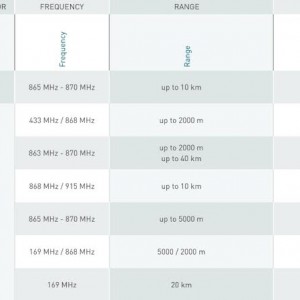 OR FREQUENCY RANGE
Frequency Range
865 MHz - 870 MHz up to 10 km
433 MHz / 868 MHz up to 2000 m
863 MHz - 870 MHz up to 2000 m
up to 40 km
868 MHz / 915 MHz up to 10 km
865 MHz - 870 MHz up to 5000 m
169 MHz / 868 MHz 5000 / 2000 m
169 MHz 20 km